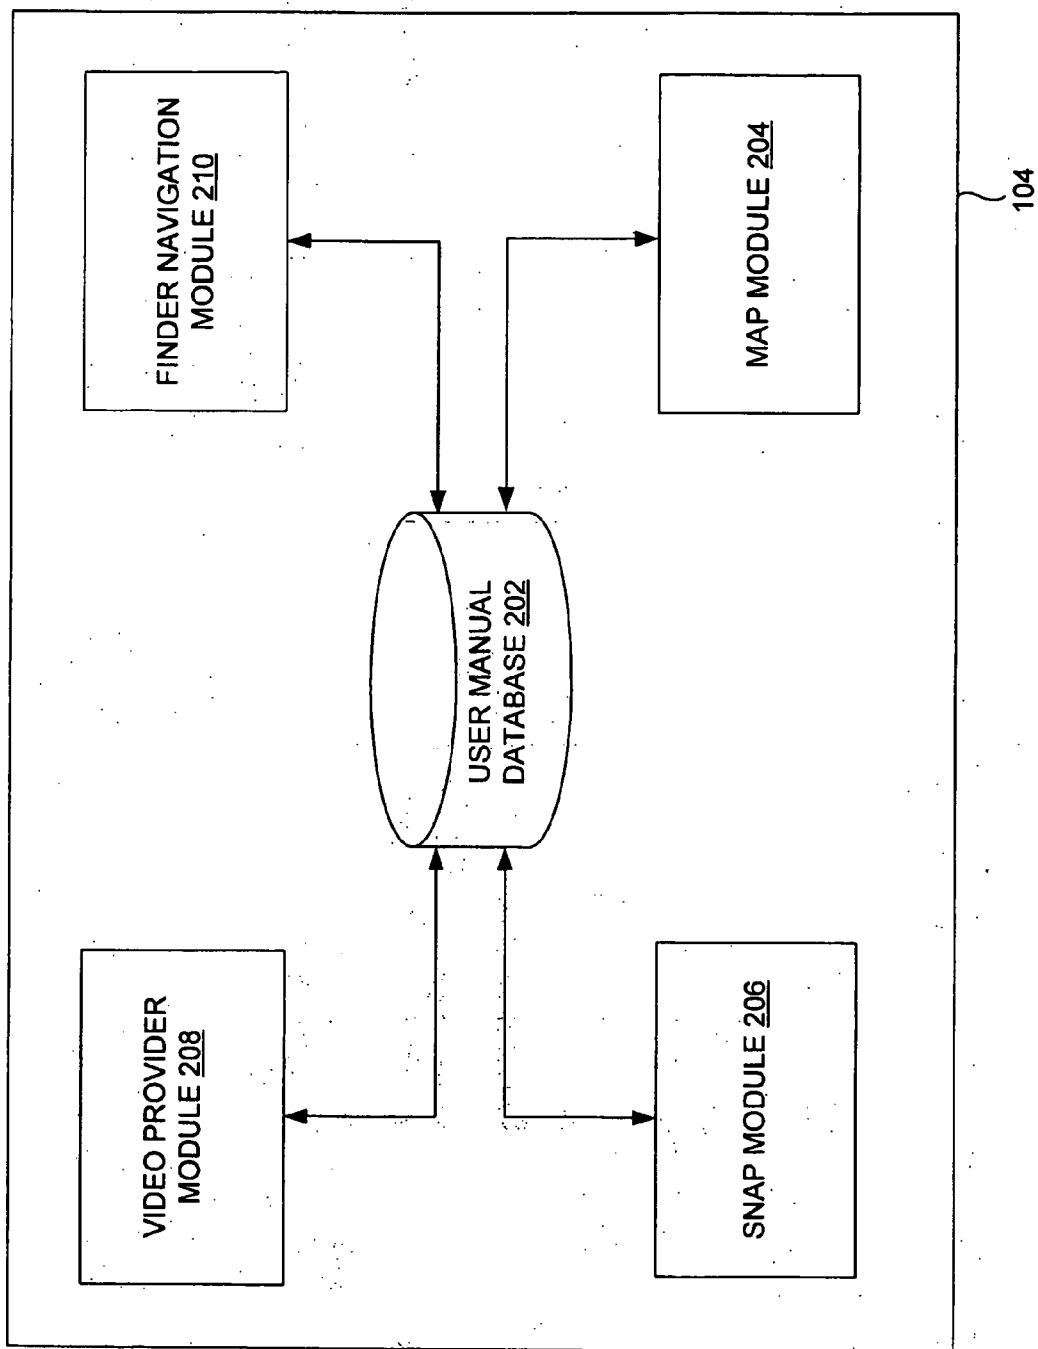 VIDEO PROVIDER
MODULE 208
FINDER NAVIGATION
MODULE 210
USER MANUAL
DATABASE 202
SNAP MODULE 206
MAP MODULE 204
104